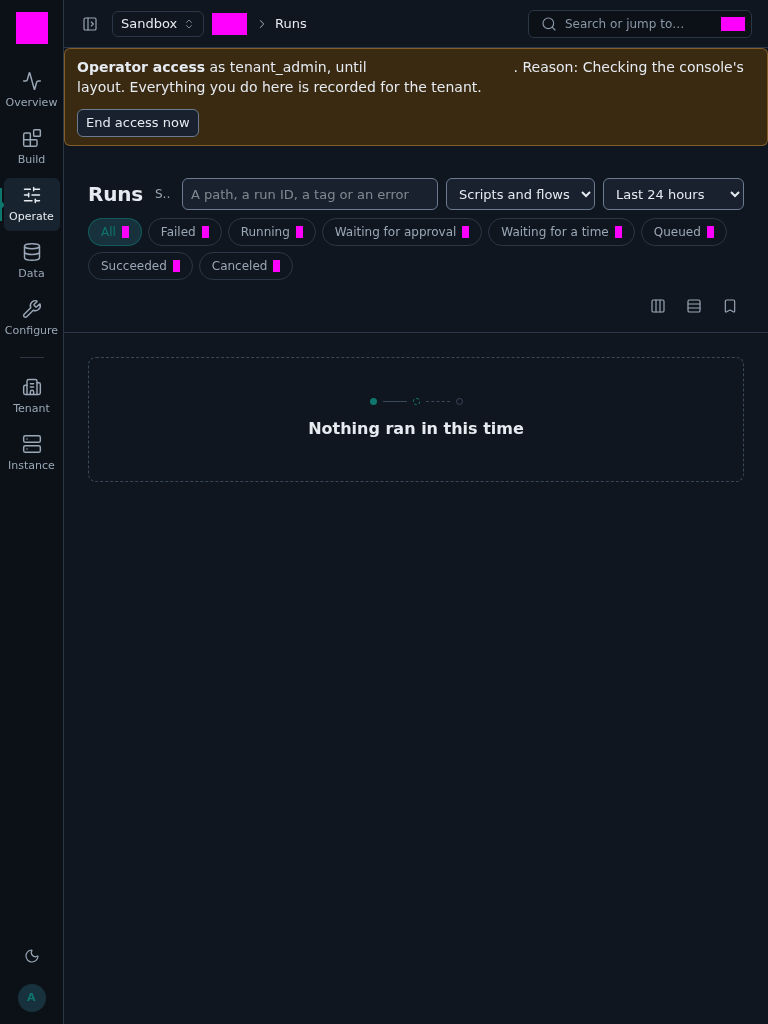 Sandbox
Runs
Search or jump to...
Operator access as tenant_admin, until . Reason: Checking the console's
layout. Everything you do here is recorded for the tenant.
End access now
Overview
Build
Operate
Data
Configure
Tenant
Instance
A
Runs S..
A path, a run ID, a tag or an error
Scripts and flows
Last 24 hours
All
Failed
Running
Waiting for approval
Waiting for a time
Queued
Succeeded
Canceled
Nothing ran in this time